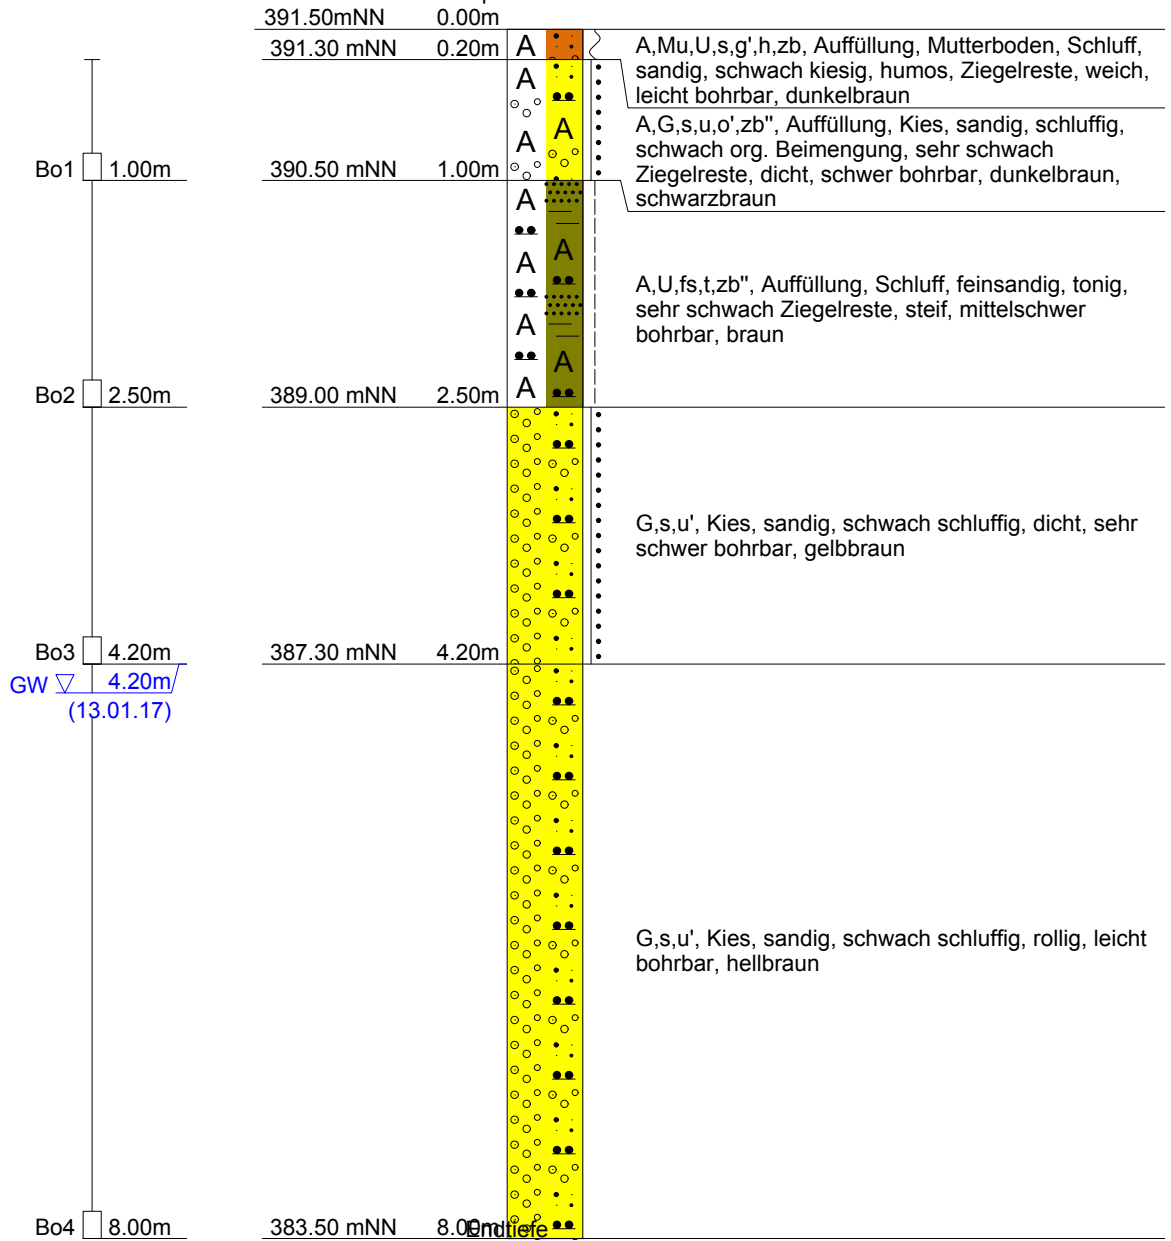 391.50mNN 0.00m
391.30 mNN 0.20m A
A,Mu,U,s,g',h,zb, Auffüllung, Mutterboden, Schluff,
sandig, schwach kiesig, humos, Ziegelreste, weich,
leicht bohrbar, dunkelbraun
A
A
A
A,G,s,u,o',zb", Auffüllung, Kies, sandig, schluffig,
schwach org. Beimengung, sehr schwach
Ziegelreste, dicht, schwer bohrbar, dunkelbraun,
schwarzbraun
Bo1 1.00m 390.50 mNN 1.00m
A
A
A
A
A
A
A,U,fs,t,zb", Auffüllung, Schluff, feinsandig, tonig,
sehr schwach Ziegelreste, steif, mittelschwer
bohrbar, braun
Bo2 2.50m 389.00 mNN 2.50m
G,s,u', Kies, sandig, schwach schluffig, dicht, sehr
schwer bohrbar, gelbbraun
Bo3 4.20m 387.30 mNN 4.20m
GW 4.20m
(13.01.17)
G,s,u', Kies, sandig, schwach schluffig, rollig, leicht
bohrbar, hellbraun
Bo4 8.00m 383.50 mNN 8.00m
Endtiefe